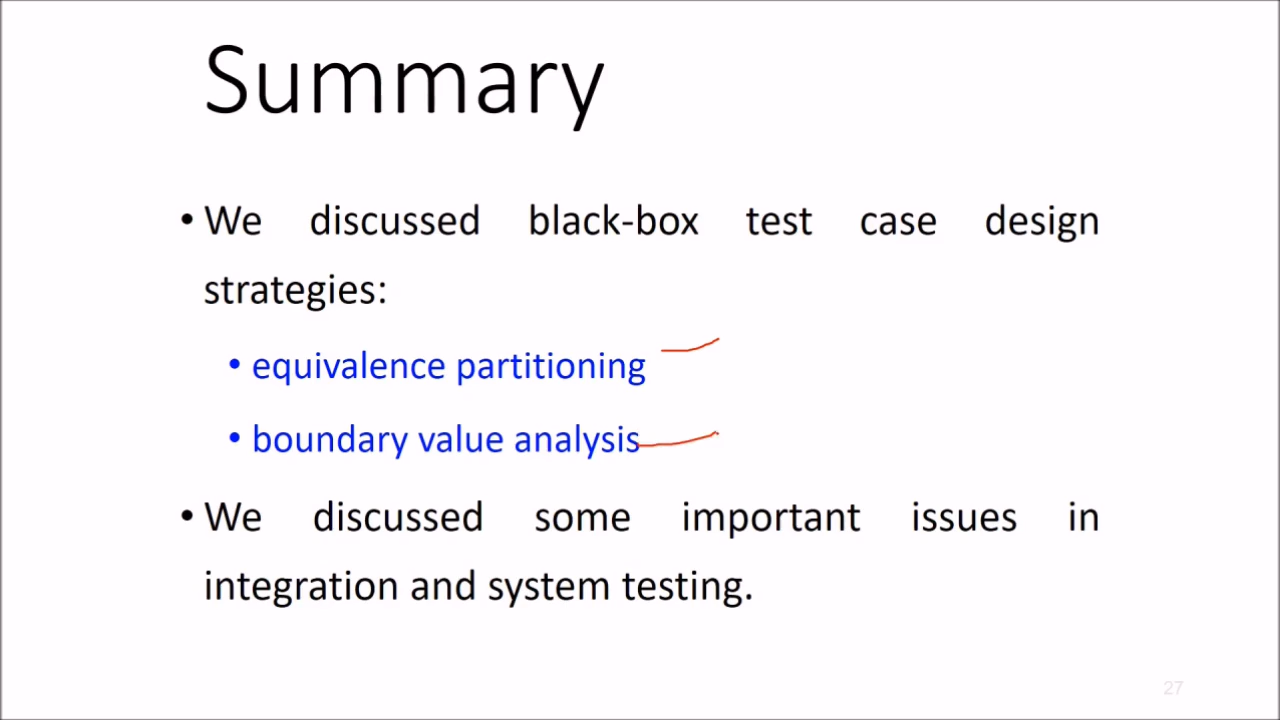 Summary
• We discussed black-box test case design
strategies:
• equivalence partitioning
• boundary value analysis
• We discussed some important issues in
integration and system testing.
27